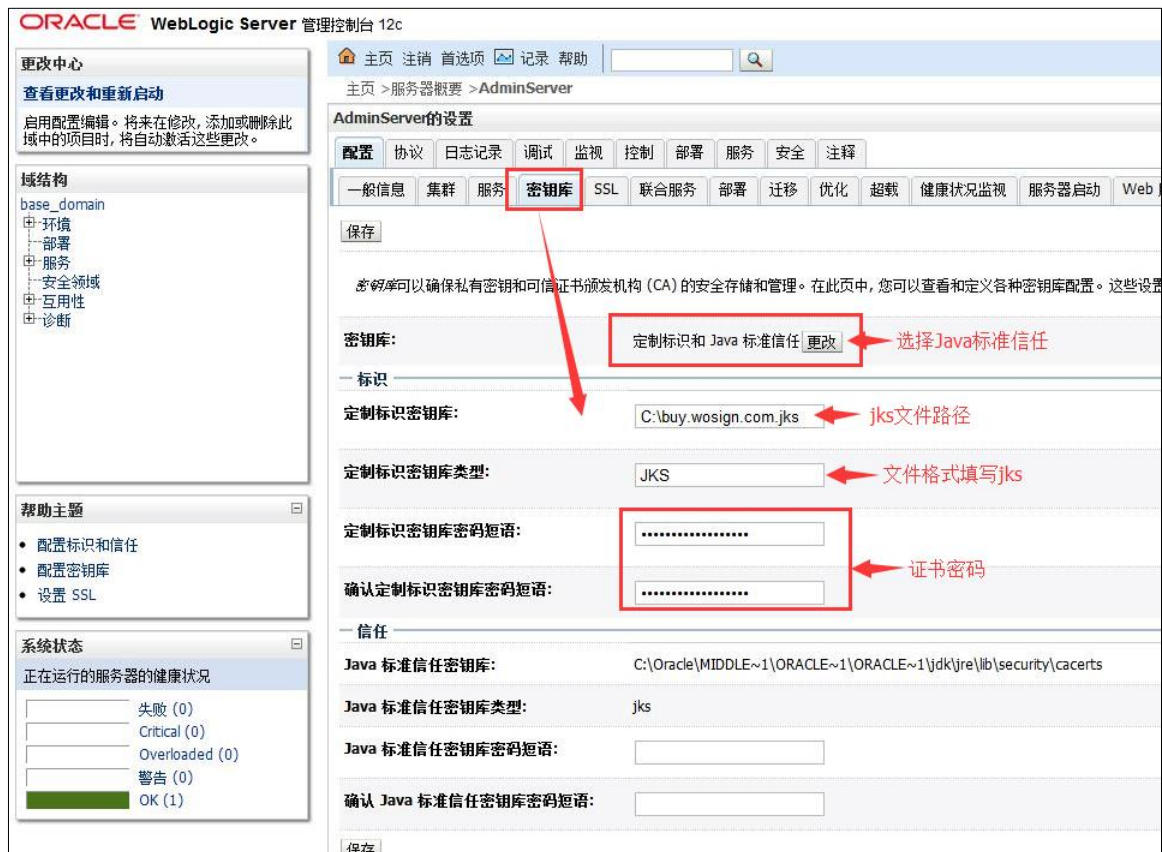 ORACLE WebLogic Server 管理控制台 12c
更改中心
查看更改和重新启动
启用配置编辑。将来在修改, 添加或删除此
域中的项目时, 将自动激活这些更改。
域结构
base_domain
环境
部署
服务
安全领域
互用性
诊断
帮助主题
配置标识和信任
配置密钥库
设置 SSL
系统状态
正在运行的服务器的健康状况
失败 (0)
Critical (0)
Overloaded (0)
警告 (0)
OK (1)
主页 注销 首选项 记录 帮助
主页 >服务器概要 >AdminServer
AdminServer的设置
配置 协议 日志记录 调试 监视 控制 部署 服务 安全 注释
一般信息 集群 服务 密钥库 SSL 联合服务 部署 迁移 优化 超载 健康状况监视 服务器启动 Web
保存
密钥库可以确保私有密钥和可信证书颁发机构 (CA) 的安全存储和管理。在此页中, 您可以查看和定义各种密钥库配置。这些设置
密钥库: 定制标识和 Java 标准信任 更改 选择Java标准信任
标识
定制标识密钥库: C:\buy.wosign.com.jks jks文件路径
定制标识密钥库类型: JKS 文件格式填写jks
定制标识密钥库密码短语: ••••••••••••••••••
证书密码
确认定制标识密钥库密码短语: ••••••••••••••••••
信任
Java 标准信任密钥库: C:\Oracle\MIDDLE~1\ORACLE~1\ORACLE~1\jdk\jre\lib\security\cacerts
Java 标准信任密钥库类型: jks
Java 标准信任密钥库密码短语:
确认 Java 标准信任密钥库密码短语:
保存